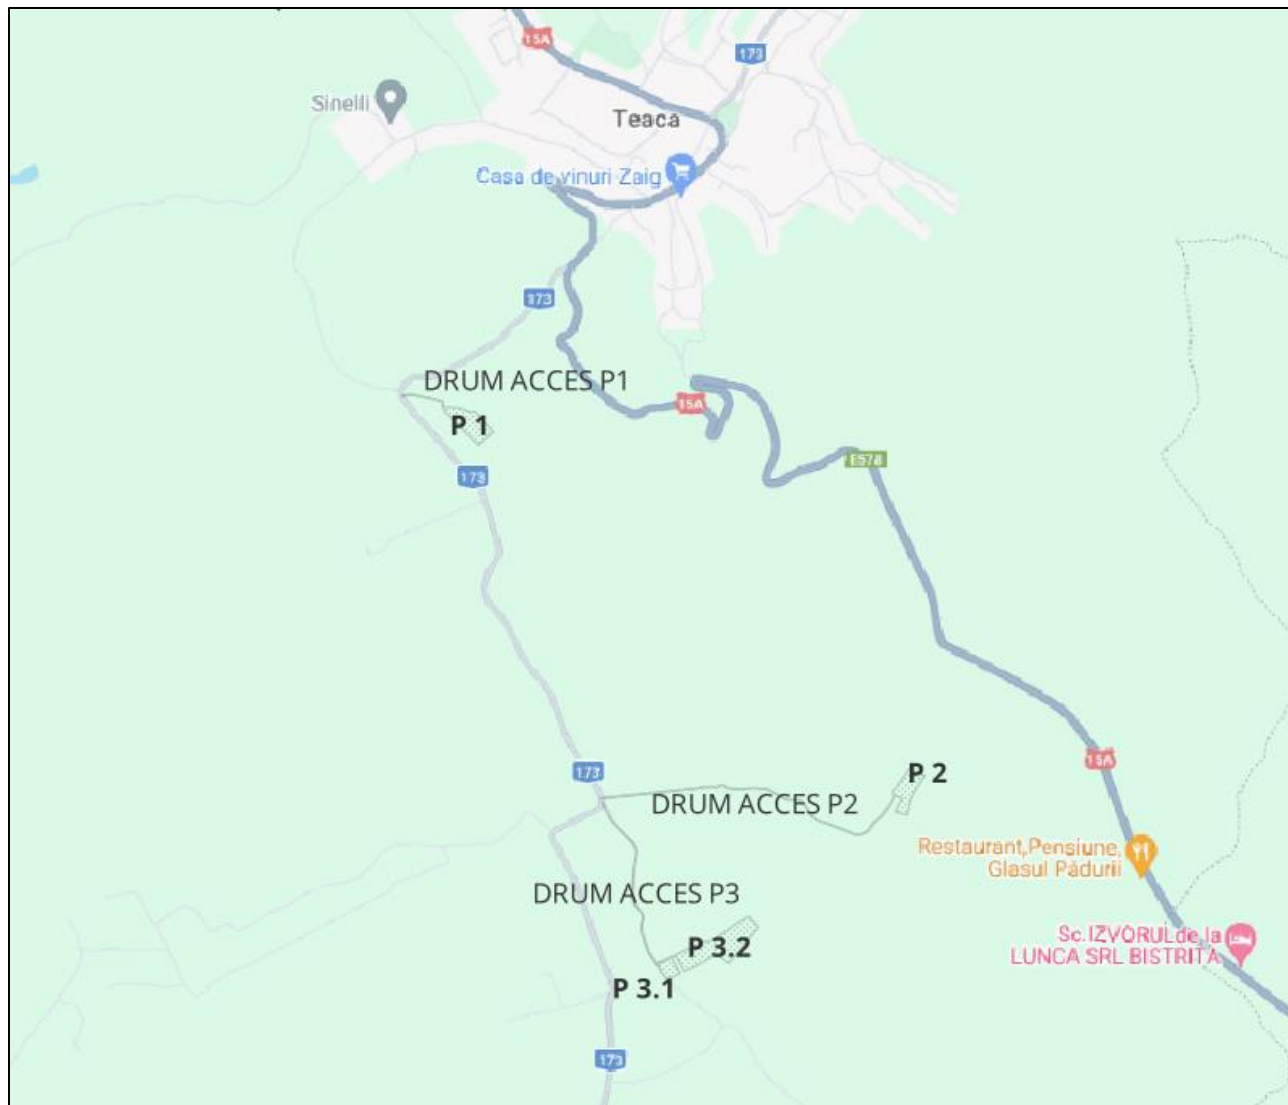 15A
173
Sinelli
Teaca
Casa de vinuri Zaig
173
DRUM ACCES P1
15A
P 1
E578
173
15A
173
P 2
DRUM ACCES P2
Restaurant,Pensiune,
Glasul Pădurii
DRUM ACCES P3
Sc.IZVORUL de la
LUNCA SRL BISTRITA
P 3.2
P 3.1
173